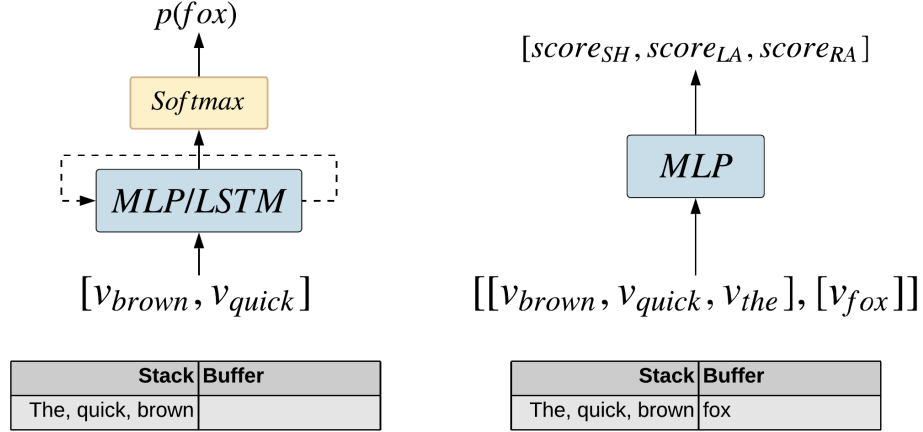 p(fox)
Softmax
MLP/LSTM
[v_brown, v_quick]
Stack Buffer
The, quick, brown
[score_SH, score_LA, score_RA]
MLP
[[v_brown, v_quick, v_the], [v_fox]]
Stack Buffer
The, quick, brown fox